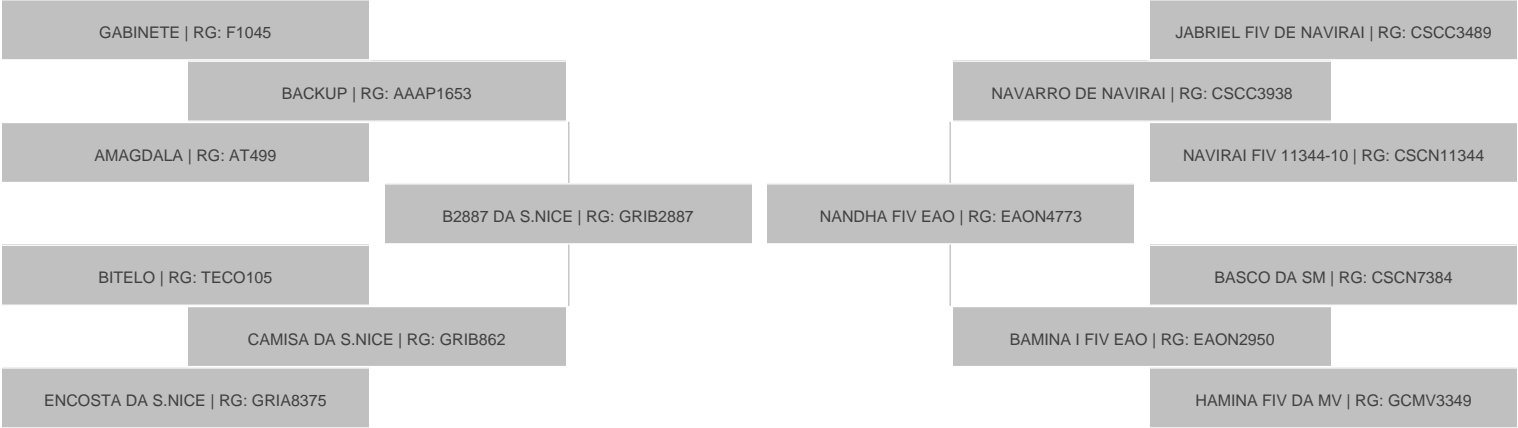 GABINETE | RG: F1045
JABRIEL FIV DE NAVIRAI | RG: CSCC3489
BACKUP | RG: AAAP1653
NAVARRO DE NAVIRAI | RG: CSCC3938
AMAGDALA | RG: AT499
NAVIRAI FIV 11344-10 | RG: CSCN11344
B2887 DA S.NICE | RG: GRIB2887
NANDHA FIV EAO | RG: EAON4773
BITELO | RG: TECO105
BASCO DA SM | RG: CSCN7384
CAMISA DA S.NICE | RG: GRIB862
BAMINA I FIV EAO | RG: EAON2950
ENCOSTA DA S.NICE | RG: GRIA8375
HAMINA FIV DA MV | RG: GCMV3349